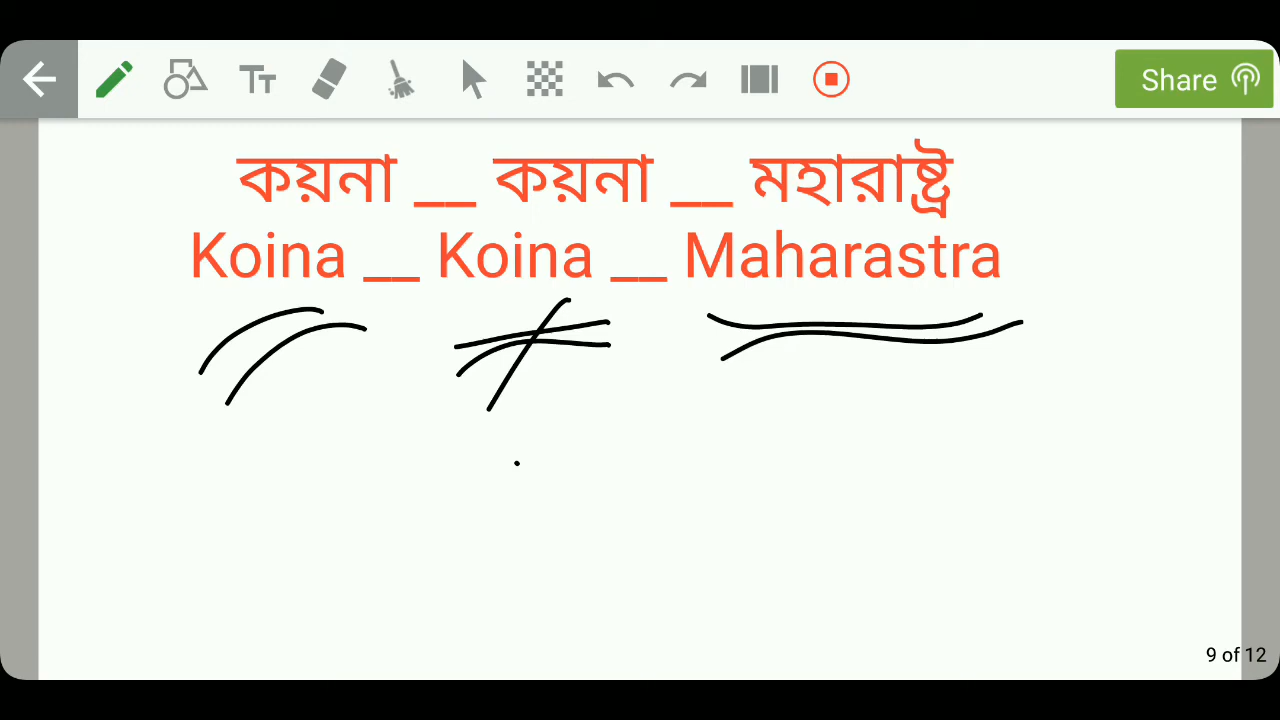 Share
কয়না __ কয়না __ মহারাষ্ট্র
Koina __ Koina __ Maharastra
9 of 12